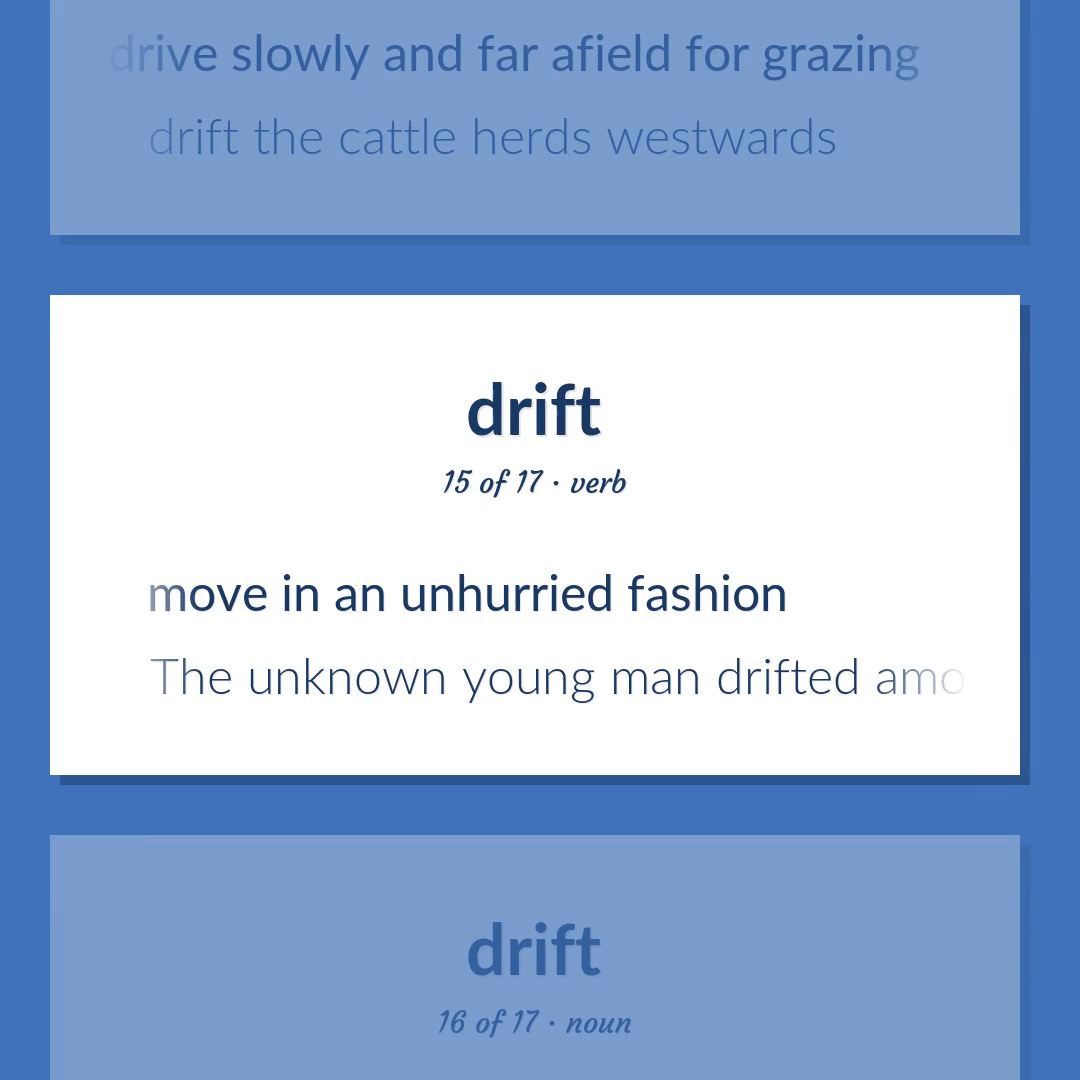 drive slowly and far afield for grazing
drift the cattle herds westwards
drift
15 of 17 · verb
move in an unhurried fashion
The unknown young man drifted amo
drift
16 of 17 · noun